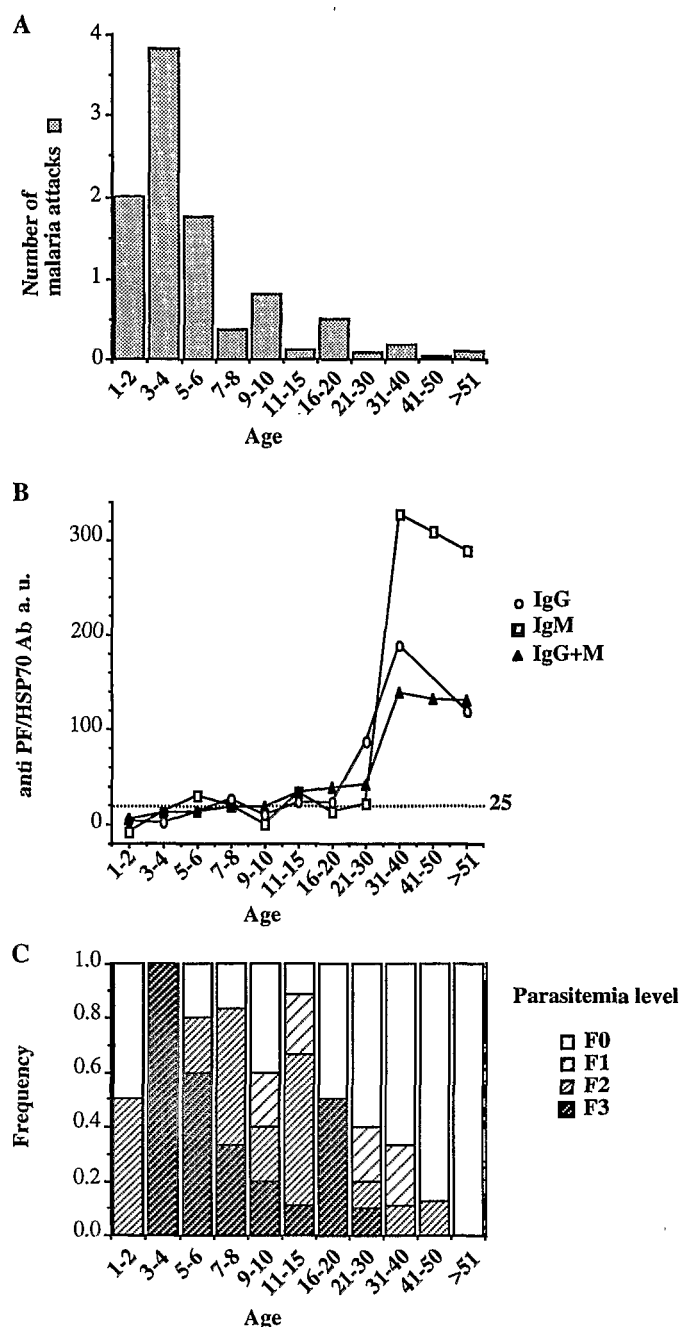 A
Number of
malaria attacks
4
3
2
1
0
1-2 3-4 5-6 7-8 9-10 11-15 16-20 21-30 31-40 41-50 >51
Age
B
anti PF/HSP70 Ab a. u.
300
200
100
0
25
IgG
IgM
IgG+M
1-2 3-4 5-6 7-8 9-10 11-15 16-20 21-30 31-40 41-50 >51
Age
C
Frequency
1.0
0.8
0.6
0.4
0.2
0.0
Parasitemia level
F0
F1
F2
F3
1-2 3-4 5-6 7-8 9-10 11-15 16-20 21-30 31-40 41-50 >51
Age